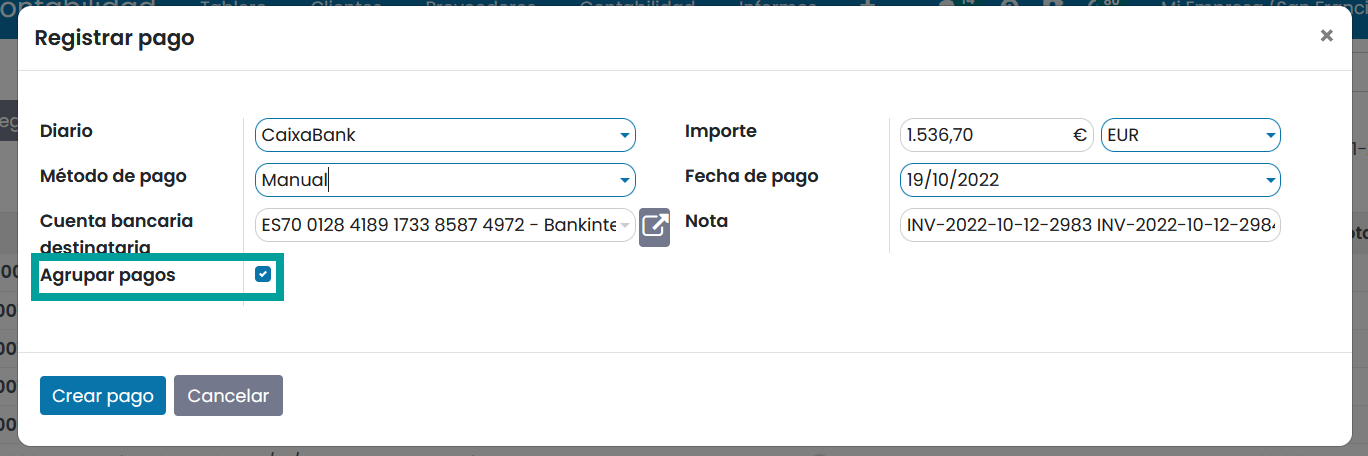 Registrar pago ×
Diario CaixaBank
Importe 1.536,70 € EUR
Método de pago Manual
Fecha de pago 19/10/2022
Cuenta bancaria
destinataria
ES70 0128 4189 1733 8587 4972 - Bankinte
Nota INV-2022-10-12-2983 INV-2022-10-12-298
Agrupar pagos
Crear pago Cancelar